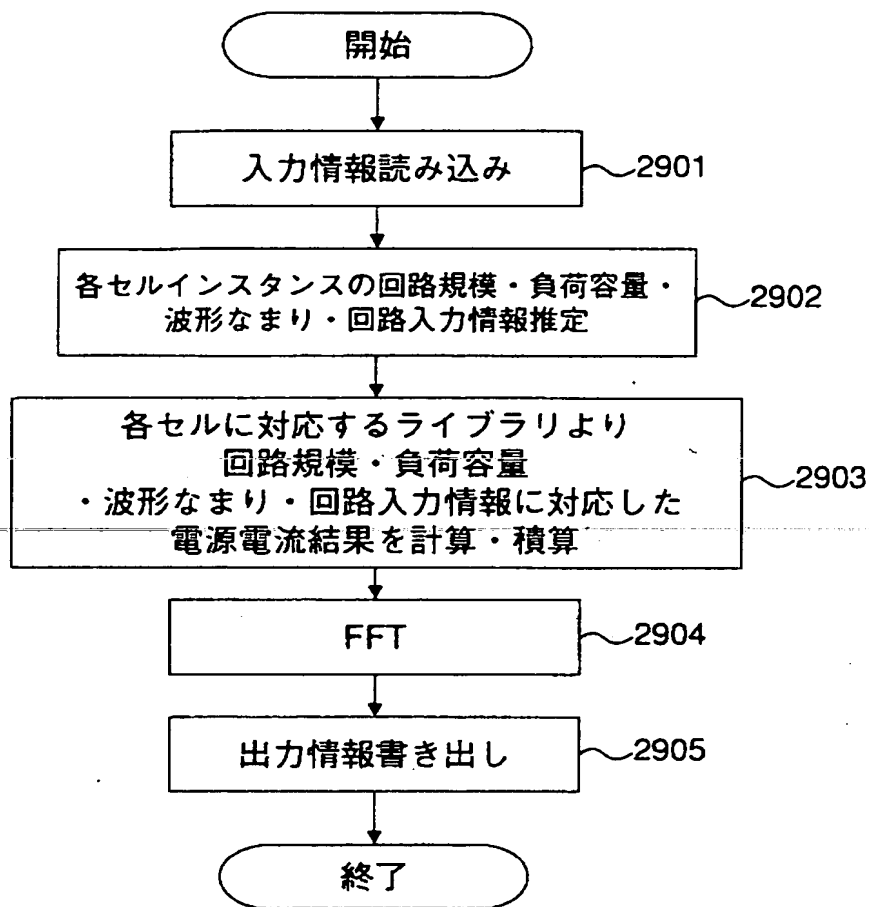 開始
入力情報読み込み
2901
各セルインスタンスの回路規模・負荷容量・
波形なまり・回路入力情報推定
2902
各セルに対応するライブラリより
回路規模・負荷容量
・波形なまり・回路入力情報に対応した
電源電流結果を計算・積算
2903
FFT
2904
出力情報書き出し
2905
終了